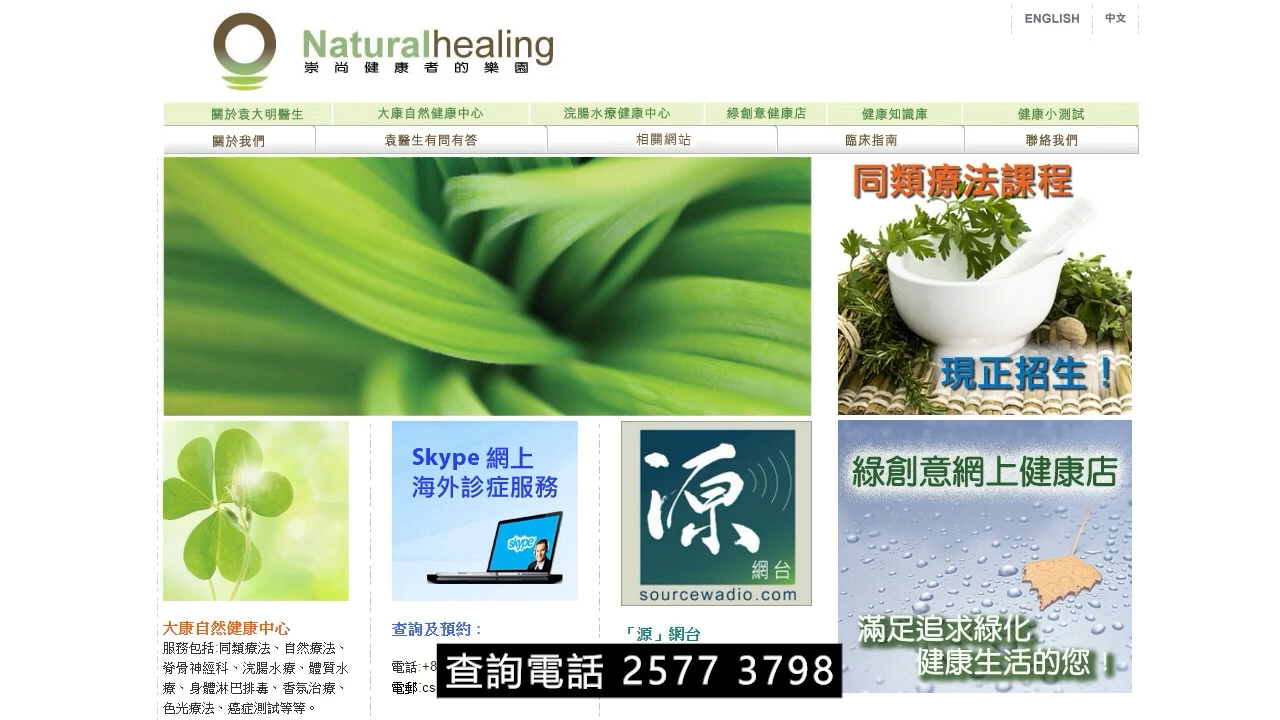 ENGLISH
中文
Naturalhealing
崇尚健康者的樂園
關於袁大明醫生
大康自然健康中心
浣腸水療健康中心
綠創意健康店
健康知識庫
健康小測試
關於我們
袁醫生有問有答
相關網站
臨床指南
聯絡我們
同類療法課程
現正招生！
Skype 網上
海外診症服務
skype
源
網台
sourcewadio.com
綠創意網上健康店
滿足追求綠化
健康生活的您！
大康自然健康中心
服務包括:同類療法、自然療法、
脊骨神經科、浣腸水療、體質水
療、身體淋巴排毒、香氛治療、
色光療法、癌症測試等等。
查詢及預約：
電話:+8
電郵:cs
「源」網台
查詢電話 2577 3798